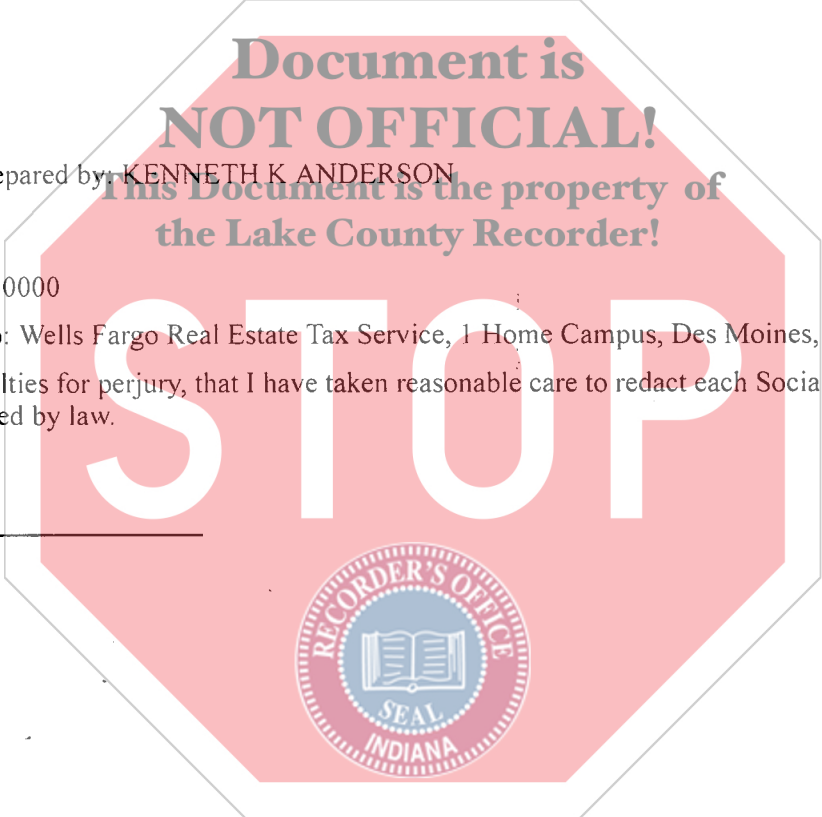 Document is
NOT OFFICIAL!
epared by: KENNETH K ANDERSON
This Document is the property of
the Lake County Recorder!
0000
o: Wells Fargo Real Estate Tax Service, 1 Home Campus, Des Moines,
lties for perjury, that I have taken reasonable care to redact each Socia
ed by law.
STOP
RECORDER'S OFFICE
SEAL
INDIANA